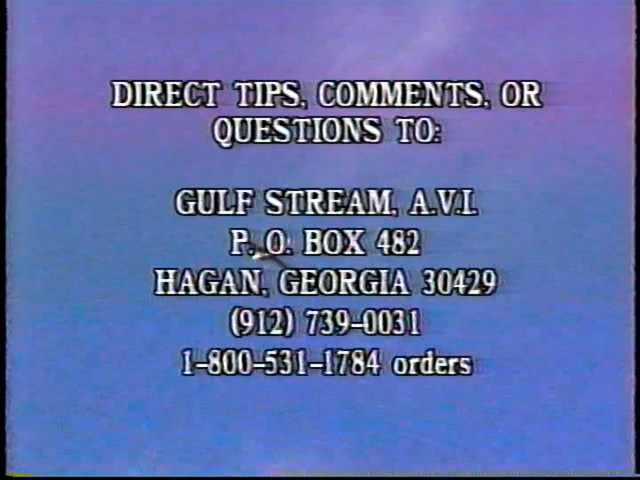 DIRECT TIPS, COMMENTS, OR
QUESTIONS TO:
GULF STREAM, A.V.I.
P. O. BOX 482
HAGAN, GEORGIA 30429
(912) 739-0031
1-800-531-1784 orders